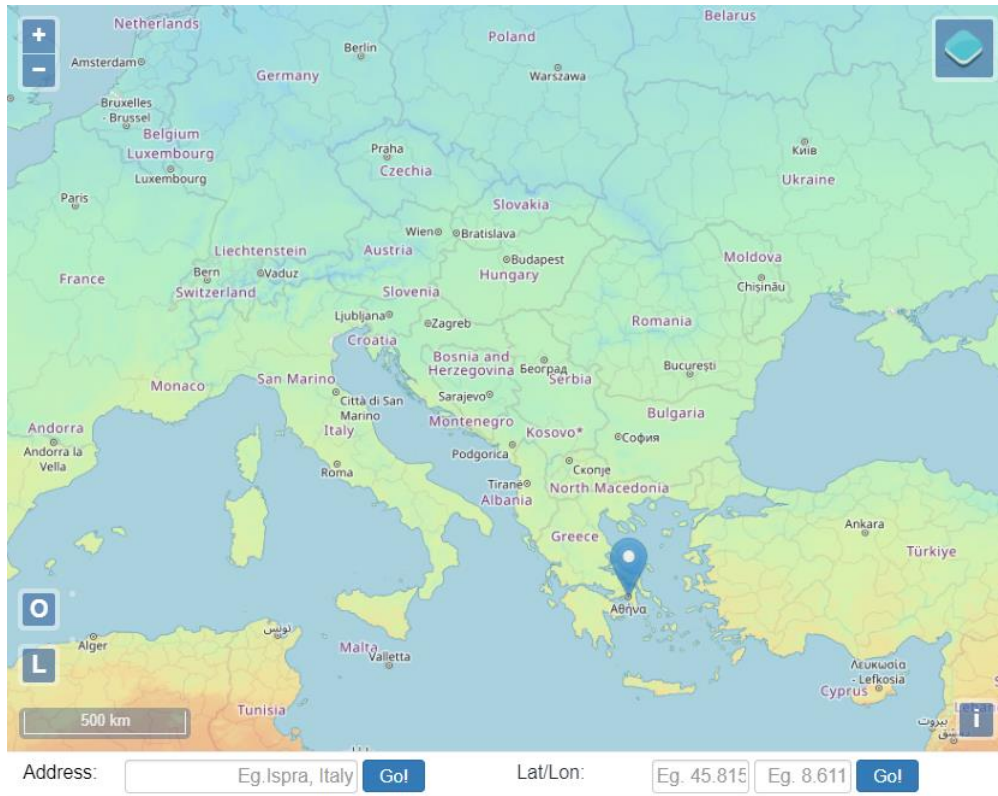 Netherlands
Belarus
+
Berlin
Poland
−
Amsterdam
Germany
Warszawa
Bruxelles
- Brussel
Belgium
Київ
Luxembourg
Praha
Czechia
Luxembourg
Ukraine
Paris
Slovakia
Wien
Bratislava
Liechtenstein
Austria
Moldova
Budapest
France
Bern
Vaduz
Hungary
Chișinău
Switzerland
Slovenia
Ljubljana
Zagreb
Romania
Croatia
Bosnia and
Herzegovina
Београд
București
Monaco
San Marino
Serbia
Città di San
Marino
Sarajevo
Andorra
Italy
Montenegro
Kosovo*
Bulgaria
София
Andorra la
Vella
Podgorica
Roma
Скопје
Tiranë
North Macedonia
Albania
Ankara
Greece
Türkiye
O
Αθήνα
تونس
Alger
Malta
Valletta
L
Λευκωσία
- Lefkosia
Cyprus
Tunisia
500 km
بيروت
دمشق
i
Address:
Eg.Ispra, Italy
Go!
Lat/Lon:
Eg. 45.815
Eg. 8.611
Go!